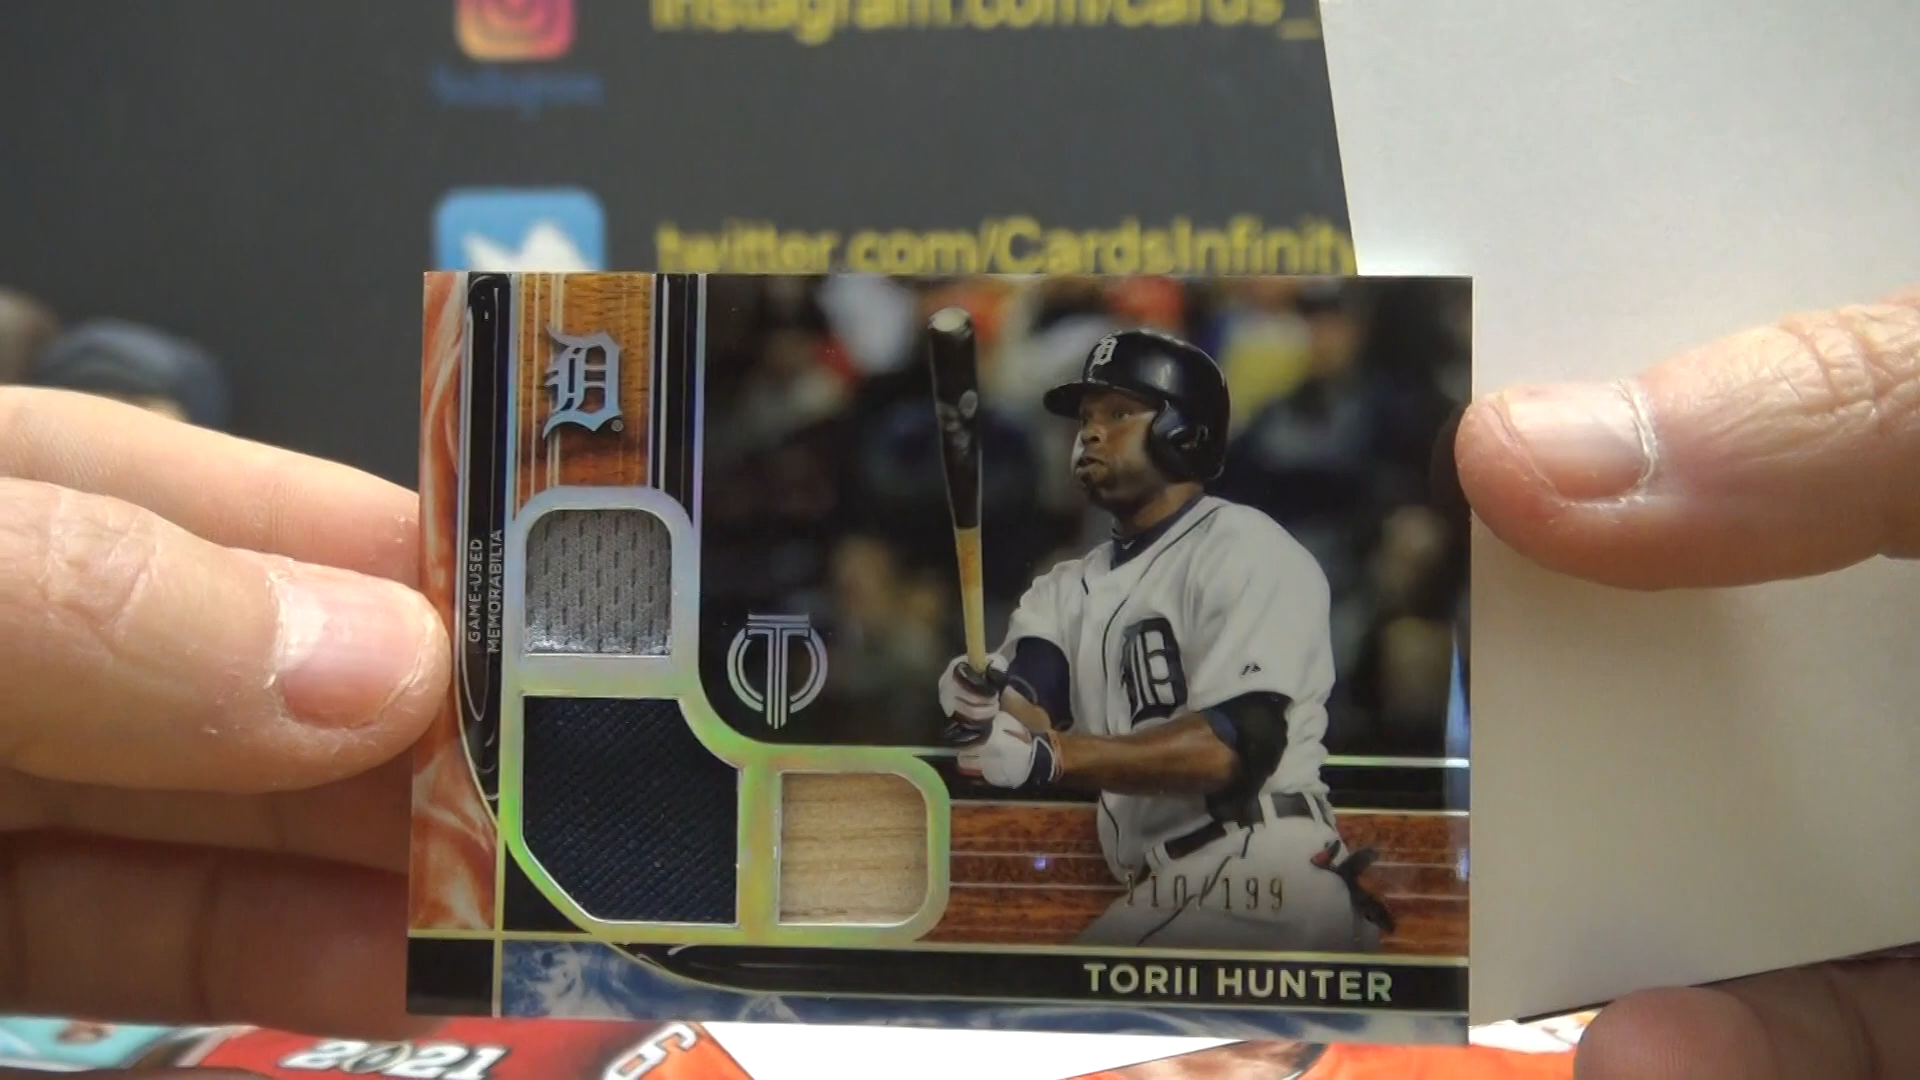 instagram.com/cards_
Instagram
twitter.com/CardsInfinity
D
GAME-USED
MEMORABILIA
110/199
TORII HUNTER
2021